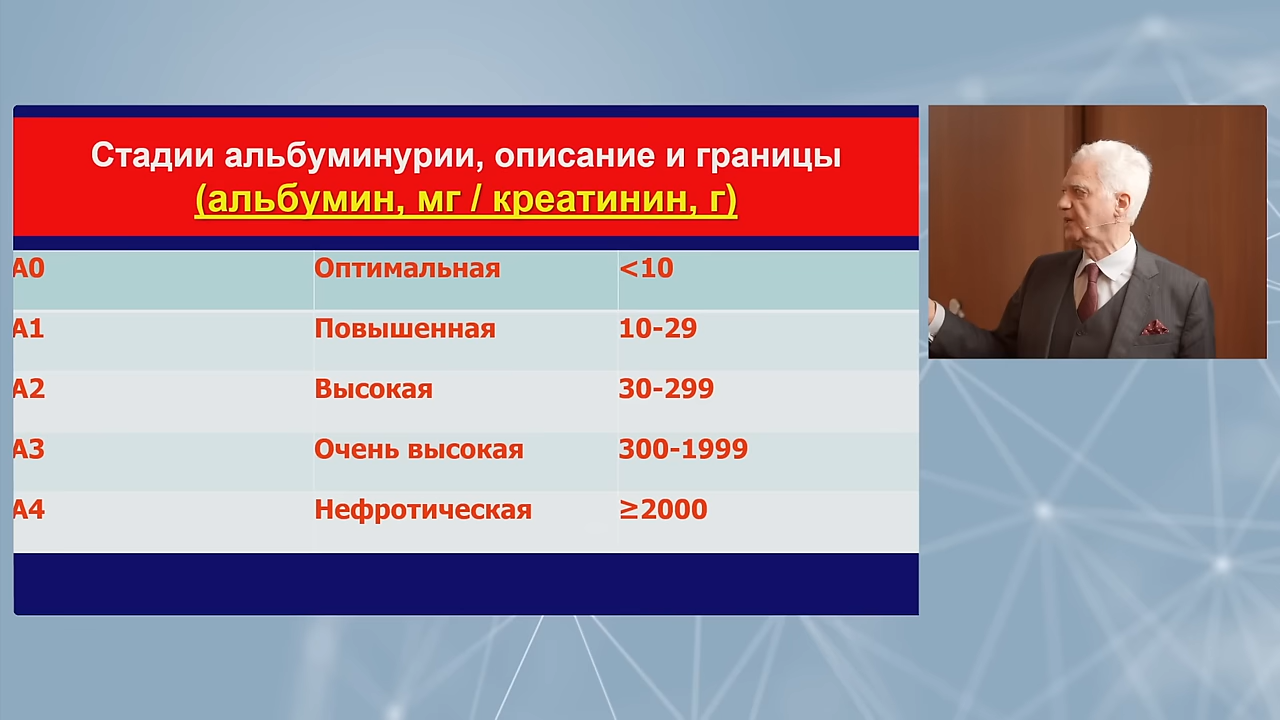 Стадии альбуминурии, описание и границы
(альбумин, мг / креатинин, г)
А0 Оптимальная <10
А1 Повышенная 10-29
А2 Высокая 30-299
А3 Очень высокая 300-1999
А4 Нефротическая ≥2000